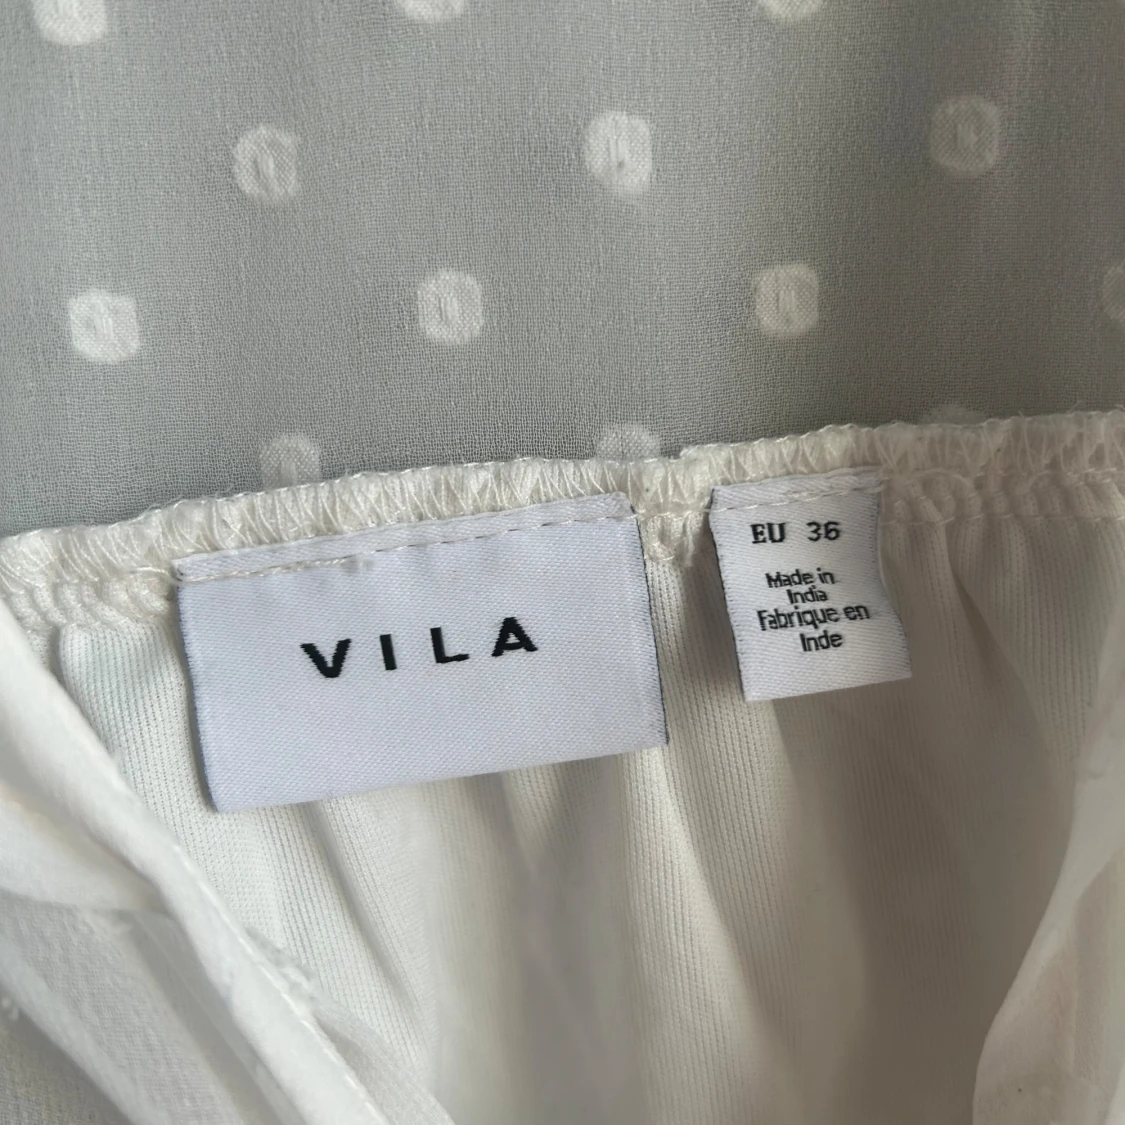 VILA
EU 36
Made in
India
Fabrique en
Inde